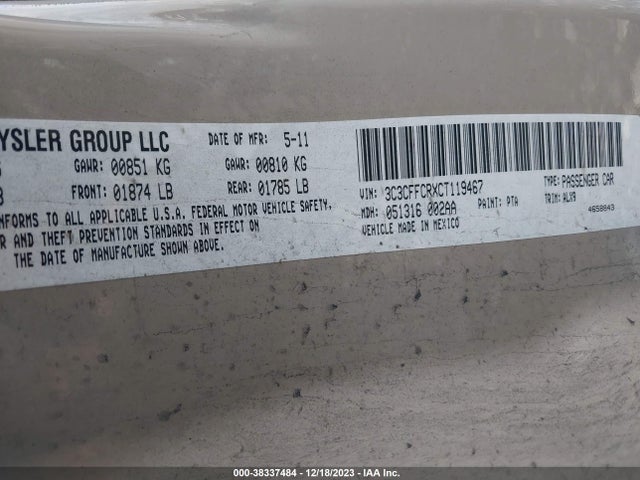 YSLER GROUP LLC DATE OF MFR: 5-11
GAWR: 00851 KG GAWR: 00810 KG
FRONT: 01874 LB REAR: 01785 LB
NFORMS TO ALL APPLICABLE U.S.A. FEDERAL MOTOR VEHICLE SAFETY,
R AND THEFT PREVENTION STANDARDS IN EFFECT ON
THE DATE OF MANUFACTURE SHOWN ABOVE.
VIN: 3C3CFFCRXCT119467 TYPE: PASSENGER CAR
MDH: 051316 002AA PAINT: PTA TRIM: ALX9
VEHICLE MADE IN MEXICO 4658843
000-38337484 - 12/18/2023 - IAA Inc.